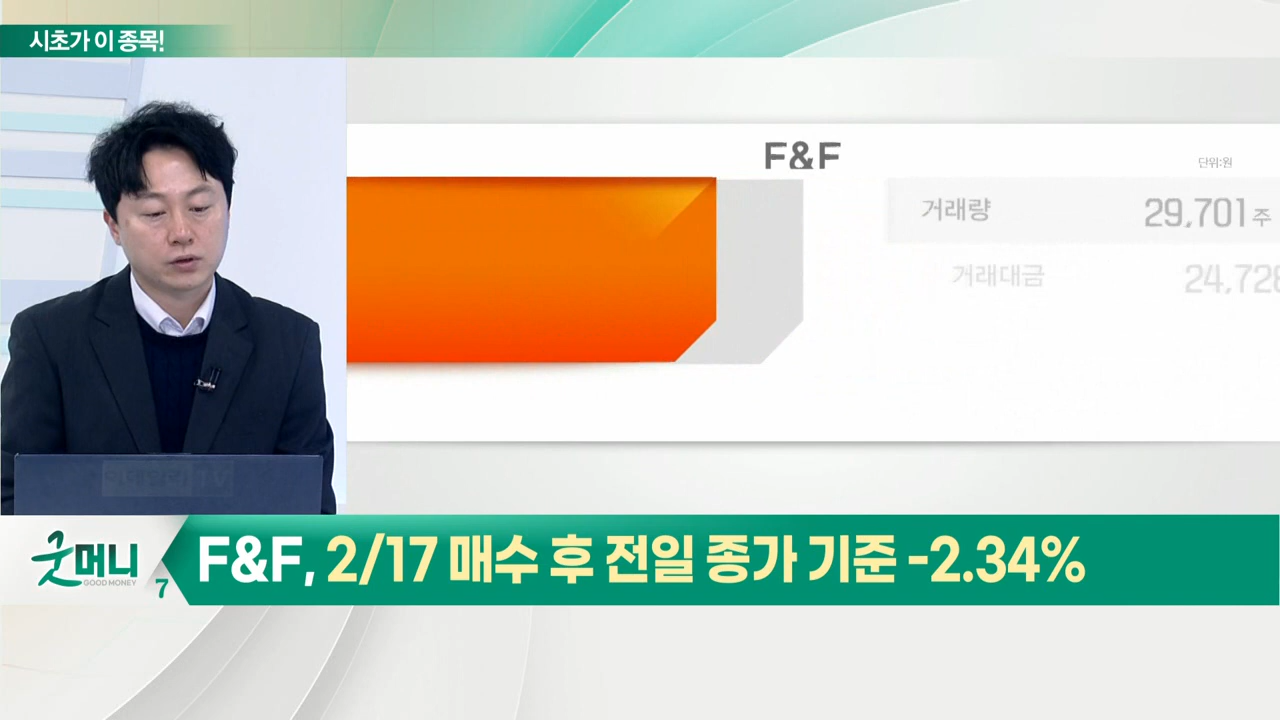 시초가 이 종목!
F&F
단위:원
거래량 29,701 주
거래대금 24,728
굿머니
GOOD MONEY
7
F&F, 2/17 매수 후 전일 종가 기준 -2.34%